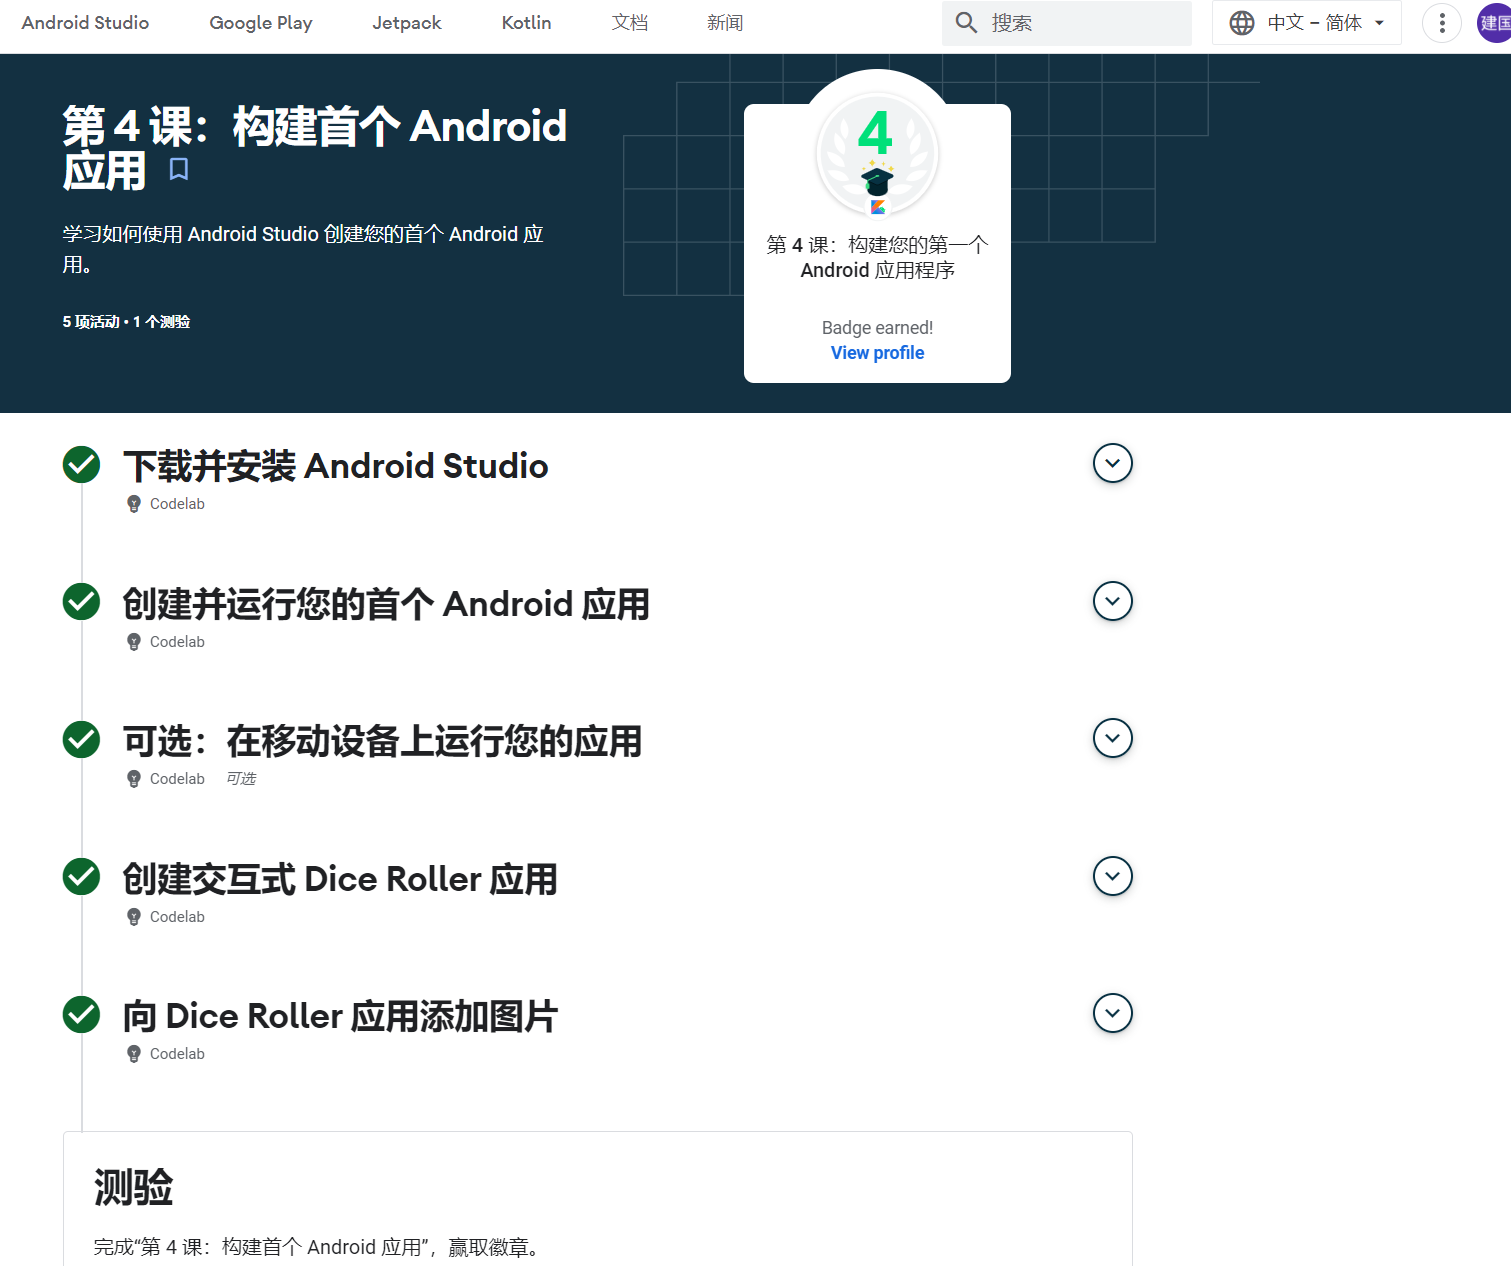 Android Studio Google Play Jetpack Kotlin 文档 新闻 搜索 中文 – 简体 建国
第 4 课：构建首个 Android
应用
学习如何使用 Android Studio 创建您的首个 Android 应
用。
5 项活动 • 1 个测验
4
第 4 课：构建您的第一个
Android 应用程序
Badge earned!
View profile
下载并安装 Android Studio
Codelab
创建并运行您的首个 Android 应用
Codelab
可选：在移动设备上运行您的应用
Codelab 可选
创建交互式 Dice Roller 应用
Codelab
向 Dice Roller 应用添加图片
Codelab
测验
完成“第 4 课：构建首个 Android 应用”，赢取徽章。